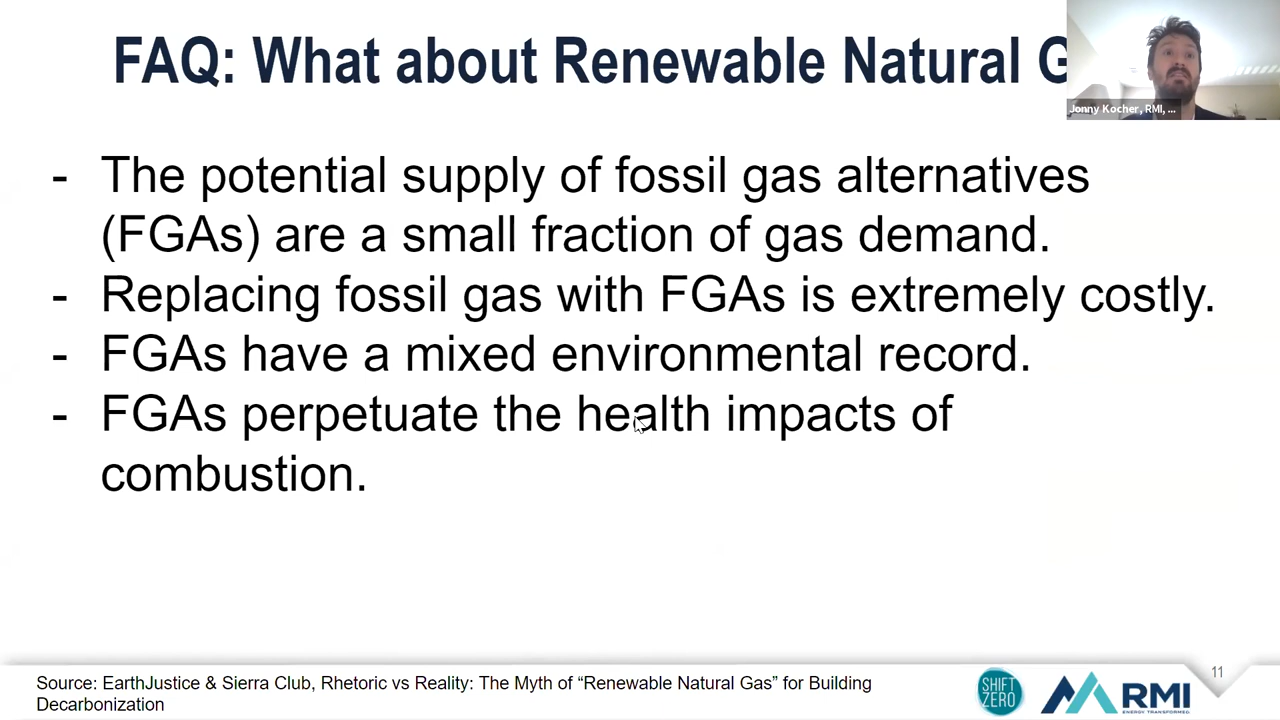 FAQ: What about Renewable Natural G
Jonny Kocher, RMI, ...
- The potential supply of fossil gas alternatives
(FGAs) are a small fraction of gas demand.
- Replacing fossil gas with FGAs is extremely costly.
- FGAs have a mixed environmental record.
- FGAs perpetuate the health impacts of
combustion.
11
Source: EarthJustice & Sierra Club, Rhetoric vs Reality: The Myth of “Renewable Natural Gas” for Building
Decarbonization
SHIFT
ZERO
RMI
ENERGY. TRANSFORMED.